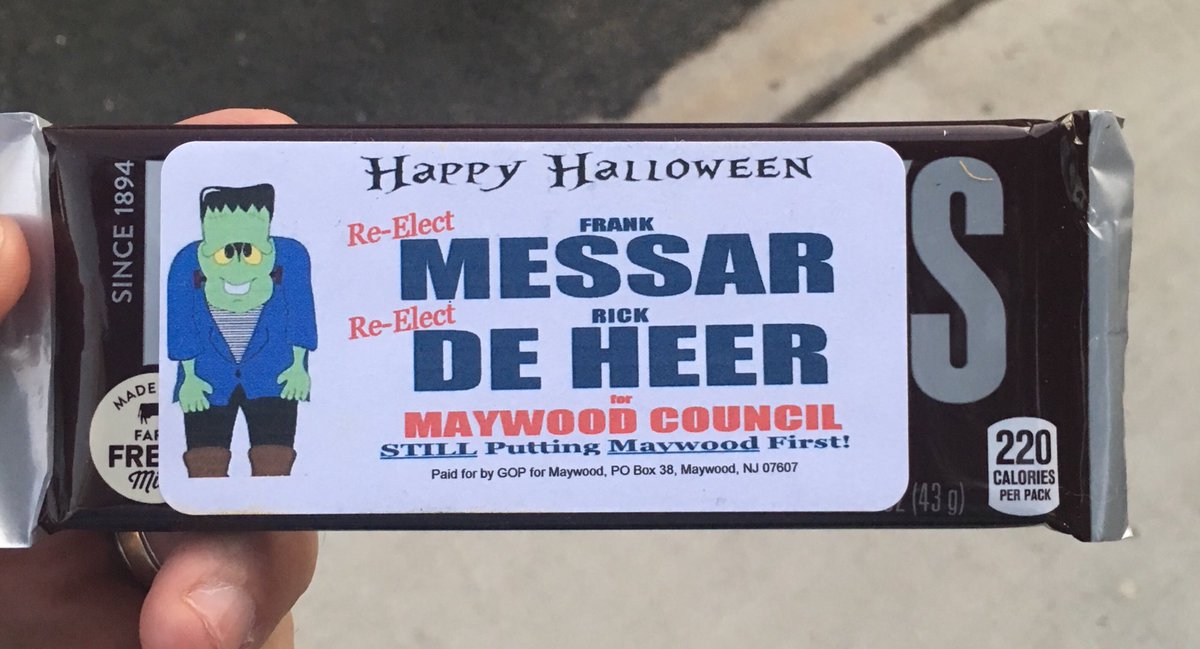 SINCE 1894
Happy Halloween
Re-Elect
FRANK
MESSAR
Re-Elect
RICK
DE HEER
for
MAYWOOD COUNCIL
STILL Putting Maywood First!
Paid for by GOP for Maywood, PO Box 38, Maywood, NJ 07607
S
MADE
220
CALORIES
PER PACK
(43 g)